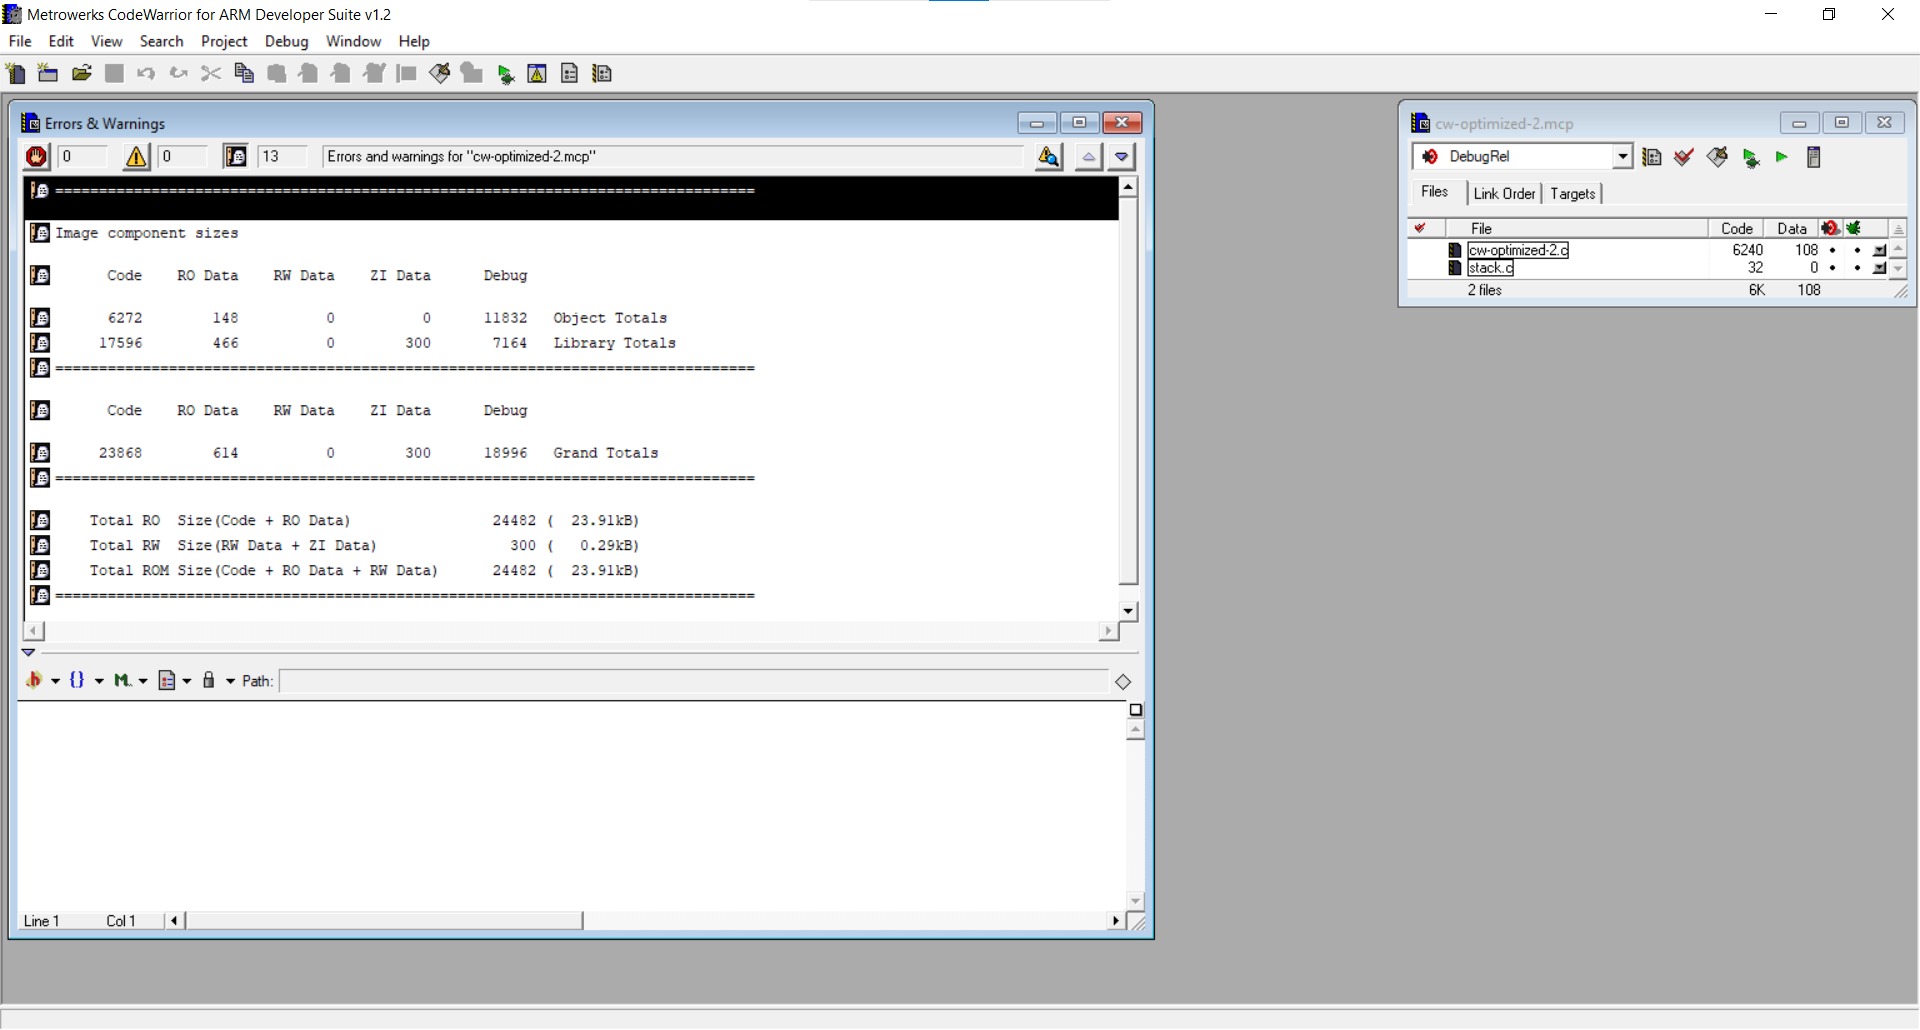 Metrowerks CodeWarrior for ARM Developer Suite v1.2
File Edit View Search Project Debug Window Help
Errors & Warnings
0 0 13 Errors and warnings for "cw-optimized-2.mcp"
================================================================================
Image component sizes
Code RO Data RW Data ZI Data Debug
6272 148 0 0 11832 Object Totals
17596 466 0 300 7164 Library Totals
================================================================================
Code RO Data RW Data ZI Data Debug
23868 614 0 300 18996 Grand Totals
================================================================================
Total RO Size(Code + RO Data) 24482 ( 23.91kB)
Total RW Size(RW Data + ZI Data) 300 ( 0.29kB)
Total ROM Size(Code + RO Data + RW Data) 24482 ( 23.91kB)
================================================================================
h {} M. Path:
Line 1 Col 1
cw-optimized-2.mcp
DebugRel
Files Link Order Targets
File Code Data
cw-optimized-2.c 6240 108
stack.c 32 0
2 files 6K 108